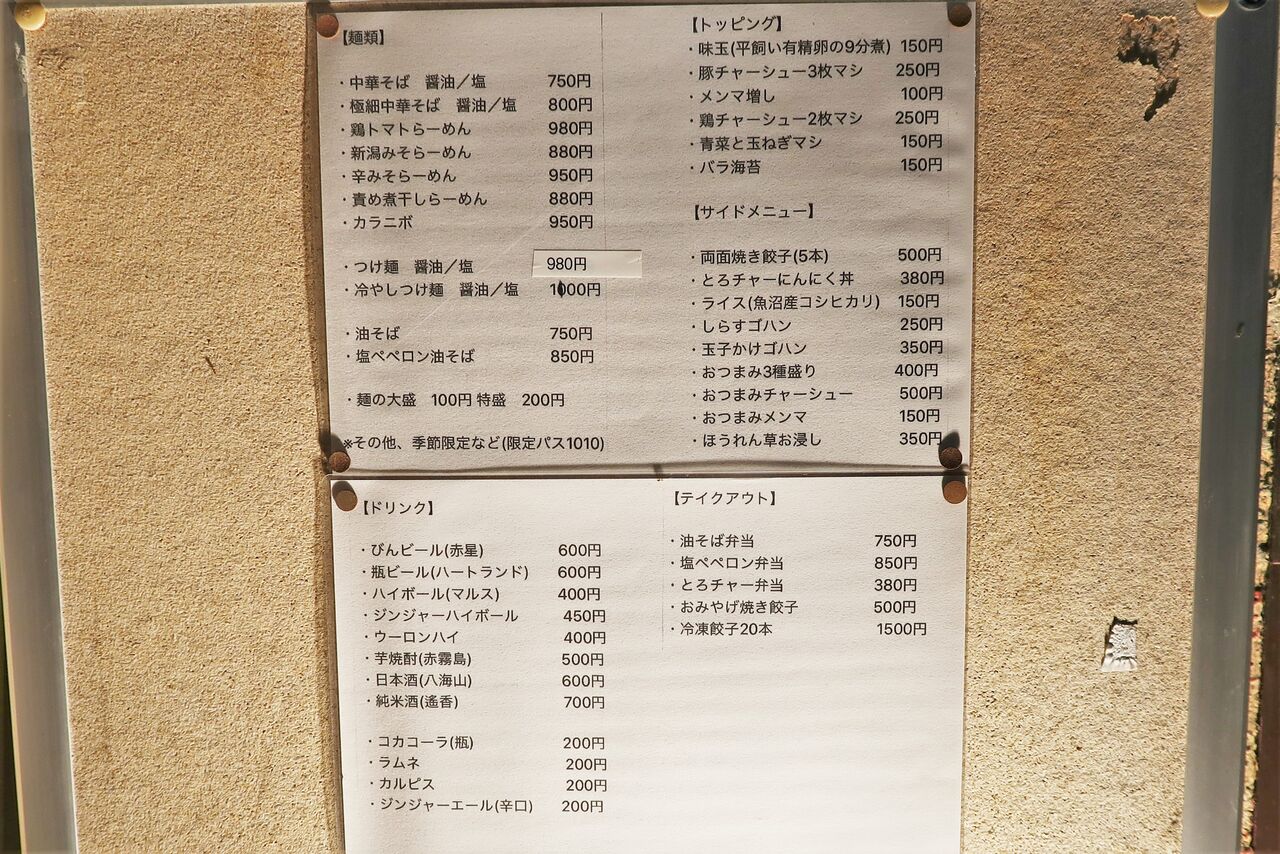 【麺類】
・中華そば　醤油／塩　750円
・極細中華そば　醤油／塩　800円
・鶏トマトらーめん　980円
・新潟みそらーめん　880円
・辛みそらーめん　950円
・責め煮干しらーめん　880円
・カラニボ　950円
・つけ麺　醤油／塩　980円
・冷やしつけ麺　醤油／塩　1000円
・油そば　750円
・塩ペペロン油そば　850円
・麺の大盛　100円 特盛　200円
※その他、季節限定など(限定パス1010)
【トッピング】
・味玉(平飼い有精卵の9分煮)　150円
・豚チャーシュー3枚マシ　250円
・メンマ増し　100円
・鶏チャーシュー2枚マシ　250円
・青菜と玉ねぎマシ　150円
・バラ海苔　150円
【サイドメニュー】
・両面焼き餃子(5本)　500円
・とろチャーにんにく丼　380円
・ライス(魚沼産コシヒカリ)　150円
・しらすゴハン　250円
・玉子かけゴハン　350円
・おつまみ3種盛り　400円
・おつまみチャーシュー　500円
・おつまみメンマ　150円
・ほうれん草お浸し　350円
【ドリンク】
・びんビール(赤星)　600円
・瓶ビール(ハートランド)　600円
・ハイボール(マルス)　400円
・ジンジャーハイボール　450円
・ウーロンハイ　400円
・芋焼酎(赤霧島)　500円
・日本酒(八海山)　600円
・純米酒(遙香)　700円
・コカコーラ(瓶)　200円
・ラムネ　200円
・カルピス　200円
・ジンジャーエール(辛口)　200円
【テイクアウト】
・油そば弁当　750円
・塩ペペロン弁当　850円
・とろチャー弁当　380円
・おみやげ焼き餃子　500円
・冷凍餃子20本　1500円